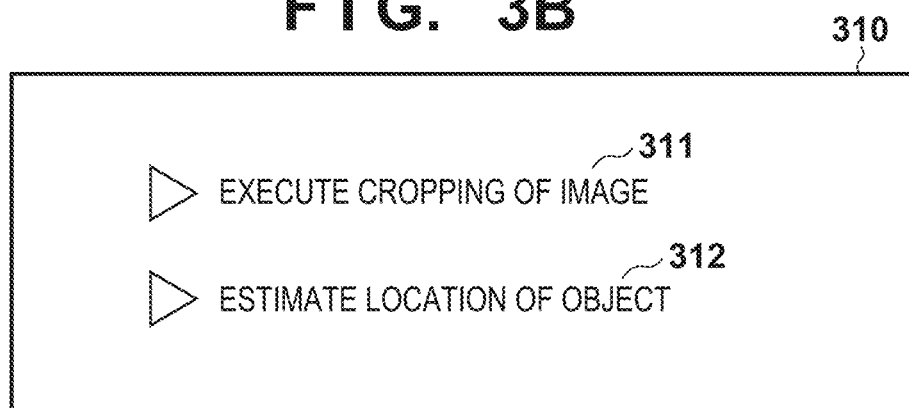 FIG. 3B
310
311
EXECUTE CROPPING OF IMAGE
312
ESTIMATE LOCATION OF OBJECT